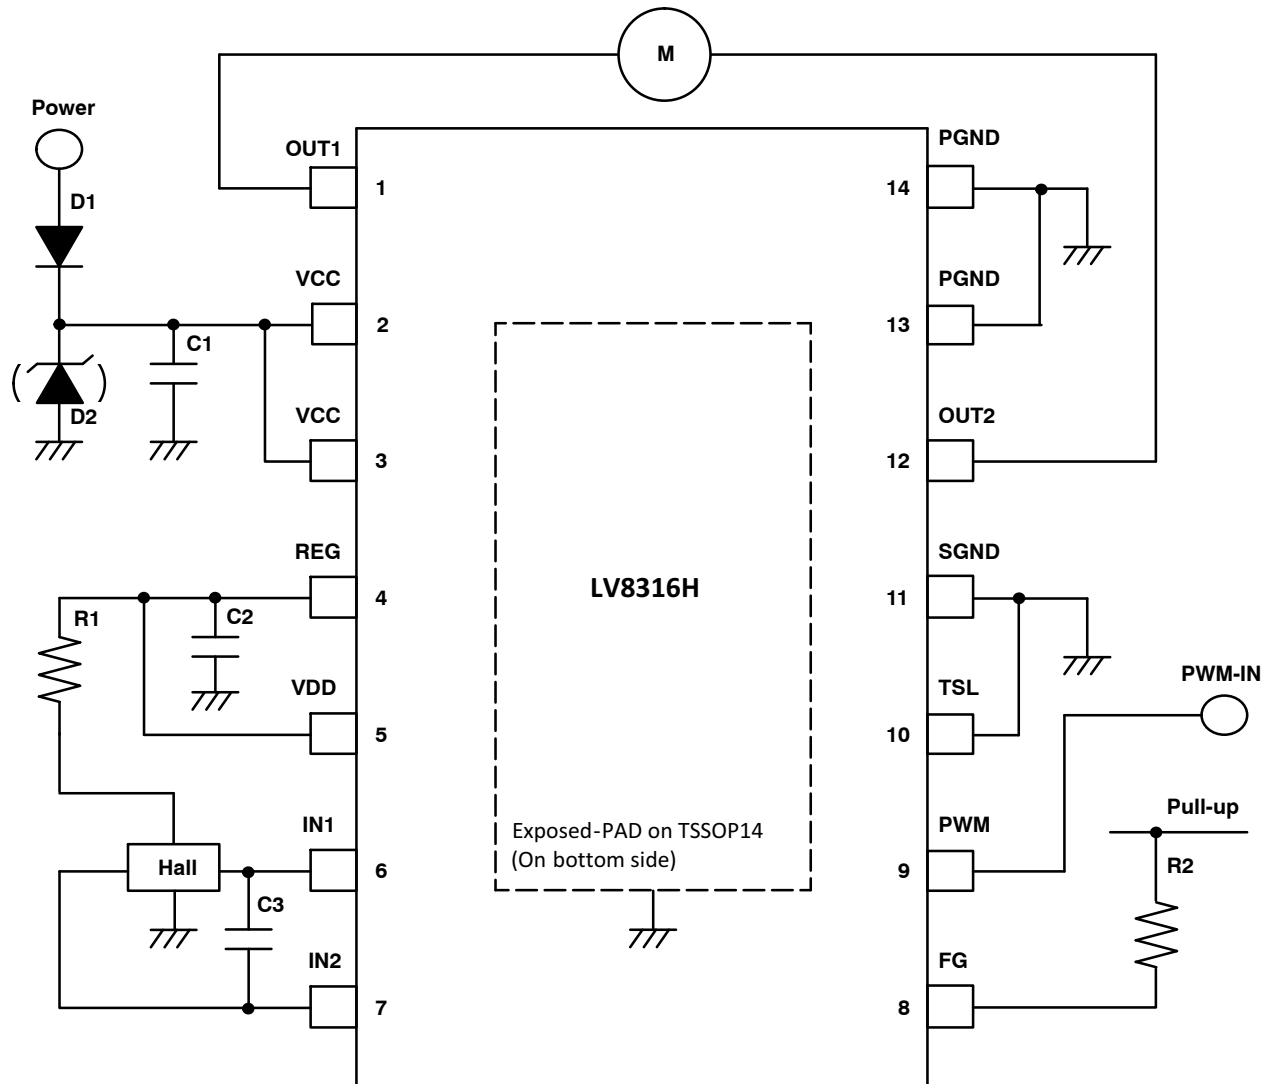 M
Power
D1
OUT1
1
VCC
2
C1
( D2 )
VCC
3
REG
4
R1
C2
VDD
5
IN1
6
Hall
C3
IN2
7
LV8316H
Exposed-PAD on TSSOP14
(On bottom side)
PGND
14
PGND
13
OUT2
12
SGND
11
TSL
10
PWM-IN
PWM
9
Pull-up
R2
FG
8